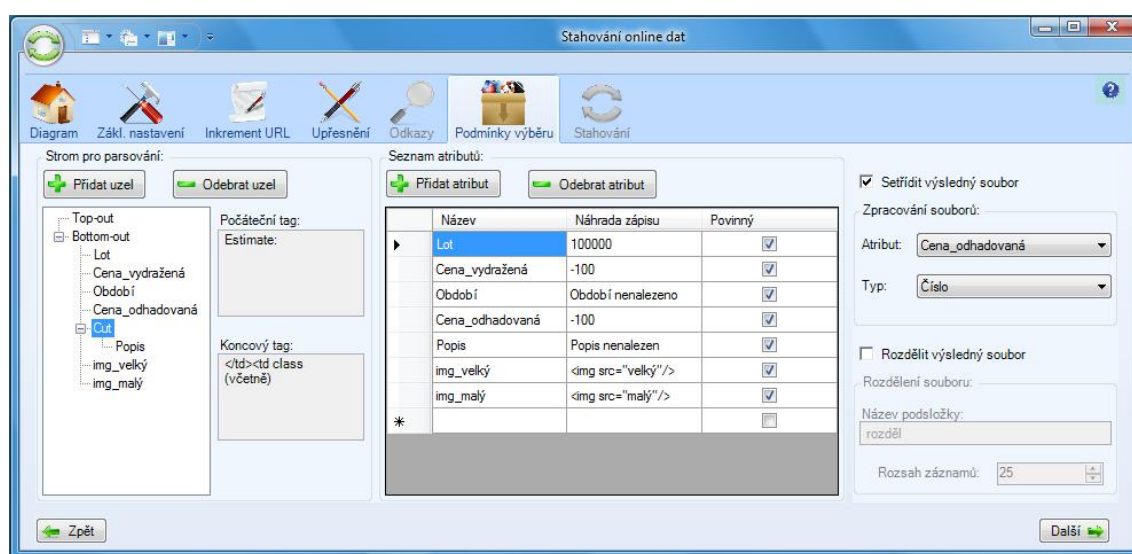 Stahování online dat
Diagram
Zákl. nastavení
Inkrement URL
Upřesnění
Odkazy
Podmínky výběru
Stahování
Strom pro parsování:
Přidat uzel
Odebrat uzel
Top-out
Bottom-out
Lot
Cena_vydražená
Období
Cena_odhadovaná
Cut
Popis
img_velký
img_malý
Počáteční tag:
Estimate:
Koncový tag:
</td><td class
(včetně)
Seznam atributů:
Přidat atribut
Odebrat atribut
Název Náhrada zápisu Povinný
Lot 100000
Cena_vydražená -100
Období Období nenalezeno
Cena_odhadovaná -100
Popis Popis nenalezen
img_velký <img src="velký"/>
img_malý <img src="malý"/>
Setřídit výsledný soubor
Zpracování souborů:
Atribut: Cena_odhadovaná
Typ: Číslo
Rozdělit výsledný soubor
Rozdělení souboru:
Název podsložky:
rozděl
Rozsah záznamů: 25
Zpět
Další